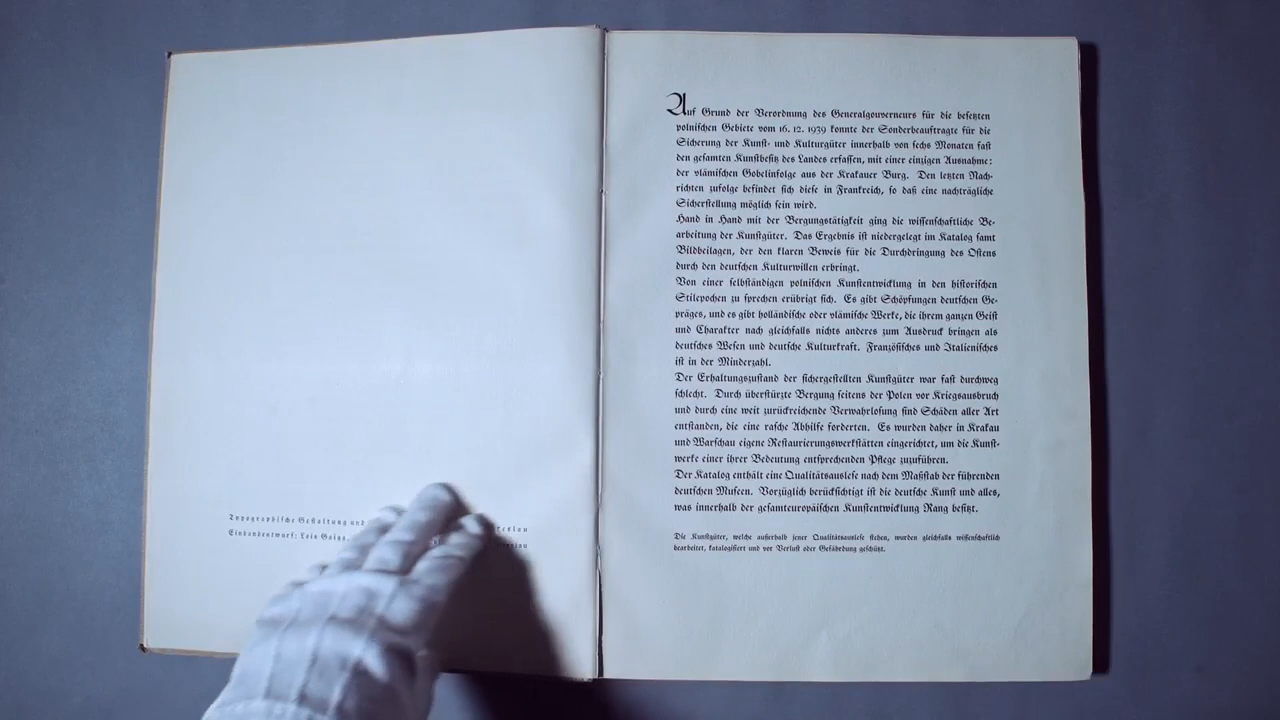 Typographische Gestaltung und
Breslau
Einbandentwurf: Lois Gaigg,
Breslau
Auf Grund der Verordnung des Generalgouverneurs für die besetzten
polnischen Gebiete vom 16. 12. 1939 konnte der Sonderbeauftragte für die
Sicherung der Kunst- und Kulturgüter innerhalb von sechs Monaten fast
den gesamten Kunstbesitz des Landes erfassen, mit einer einzigen Ausnahme:
der vlämischen Gobelinfolge aus der Krakauer Burg. Den letzten Nach-
richten zufolge befindet sich diese in Frankreich, so daß eine nachträgliche
Sicherstellung möglich sein wird.
Hand in Hand mit der Bergungstätigkeit ging die wissenschaftliche Be-
arbeitung der Kunstgüter. Das Ergebnis ist niedergelegt im Katalog samt
Bildbeilagen, der den klaren Beweis für die Durchdringung des Ostens
durch den deutschen Kulturwillen erbringt.
Von einer selbständigen polnischen Kunstentwicklung in den historischen
Stilepochen zu sprechen erübrigt sich. Es gibt Schöpfungen deutschen Ge-
präges, und es gibt holländische oder vlämische Werke, die ihrem ganzen Geist
und Charakter nach gleichfalls nichts anderes zum Ausdruck bringen als
deutsches Wesen und deutsche Kulturkraft. Französisches und Italienisches
ist in der Minderzahl.
Der Erhaltungszustand der sichergestellten Kunstgüter war fast durchweg
schlecht. Durch überstürzte Bergung seitens der Polen vor Kriegsausbruch
und durch eine weit zurückreichende Verwahrlosung sind Schäden aller Art
entstanden, die eine rasche Abhilfe forderten. Es wurden daher in Krakau
und Warschau eigene Restaurierungswerkstätten eingerichtet, um die Kunst-
werke einer ihrer Bedeutung entsprechenden Pflege zuzuführen.
Der Katalog enthält eine Qualitätsauslese nach dem Maßstab der führenden
deutschen Museen. Vorzüglich berücksichtigt ist die deutsche Kunst und alles,
was innerhalb der gesamteuropäischen Kunstentwicklung Rang besitzt.
Die Kunstgüter, welche außerhalb jener Qualitätsauslese stehen, wurden gleichfalls wissenschaftlich
bearbeitet, katalogisiert und vor Verlust oder Gefährdung geschützt.